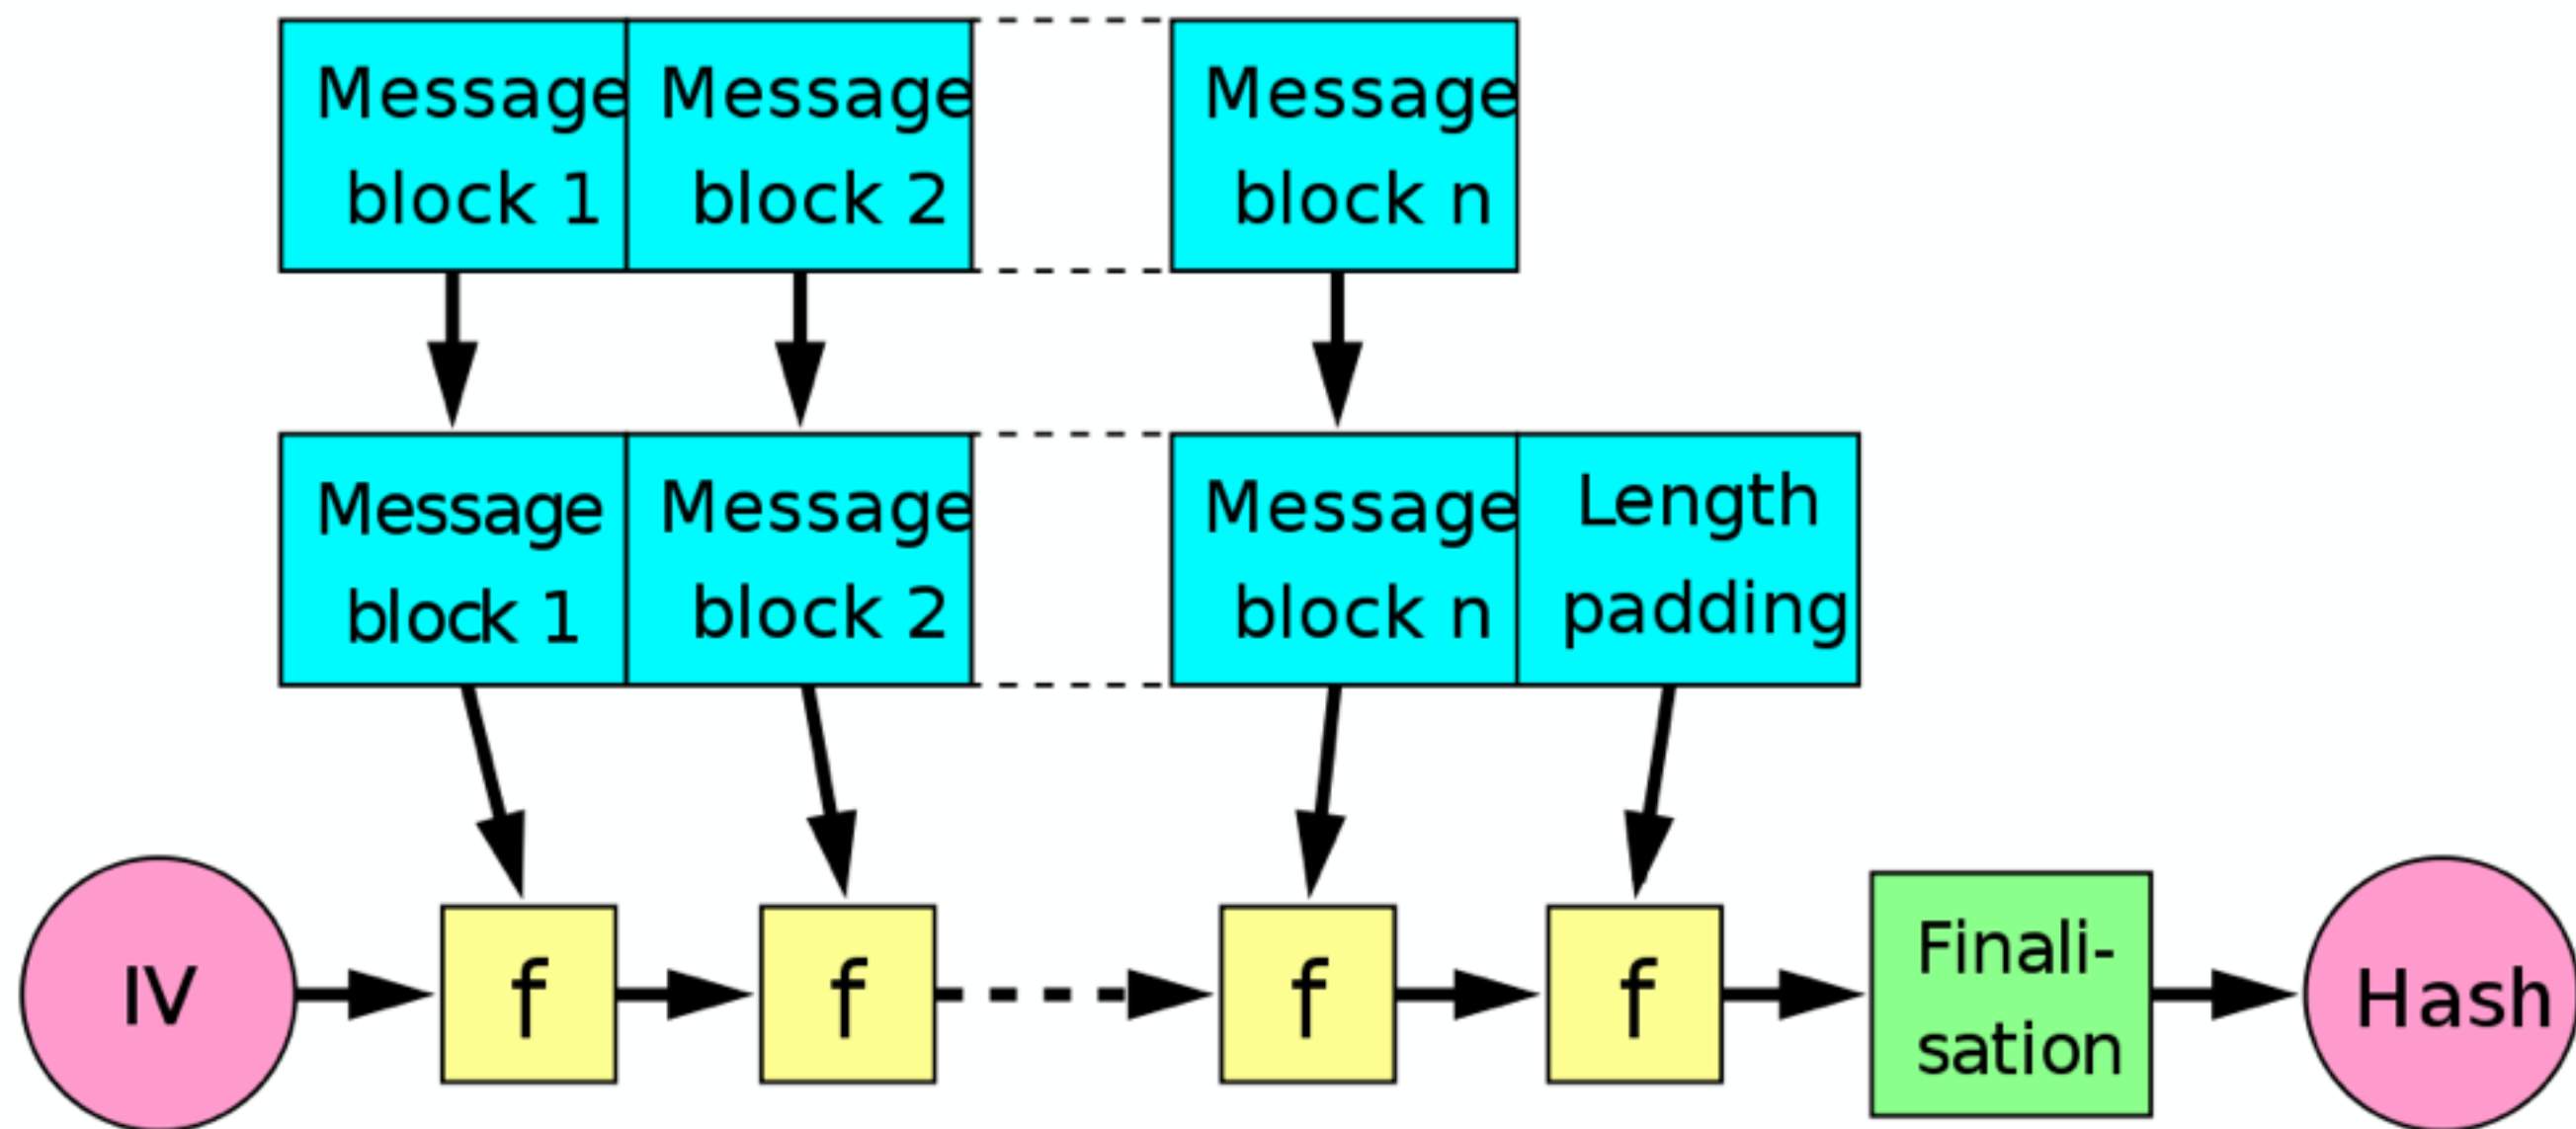 Message
block 1
Message
block 2
Message
block n
Message
block 1
Message
block 2
Message
block n
Length
padding
IV
f
f
f
f
Finali-
sation
Hash